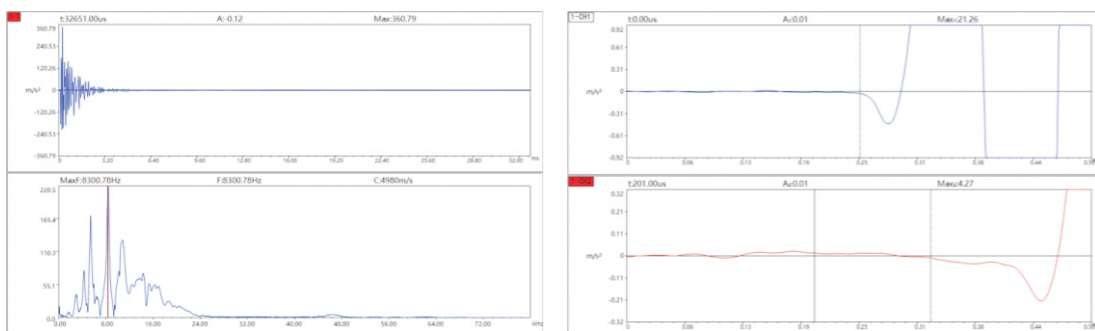 t:32651.00us A:-0.12 Max:360.79
360.79
240.53
120.26
m/s² 0
-120.26
-240.53
-360.79
0 3.20 6.40 9.60 12.80 16.00 19.20 22.40 25.60 28.80 32.00 ms
MaxF:8300.78Hz F:8300.78Hz C:4980m/s
220.5
165.4
110.3
55.1
0.0
0.00 8.00 16.00 24.00 32.00 40.00 48.00 56.00 64.00 72.00 kHz
1-CH1 t:0.00us A:<0.01 Max:21.26
0.92
0.61
0.31
m/s² 0
-0.31
-0.61
-0.92
0 0.06 0.13 0.19 0.25 0.31 0.38 0.44 0.50
1-CH2 t:201.00us A:0.01 Max:4.27
0.32
0.21
0.11
m/s² 0
-0.11
-0.21
-0.32
0 0.06 0.13 0.19 0.25 0.31 0.38 0.44